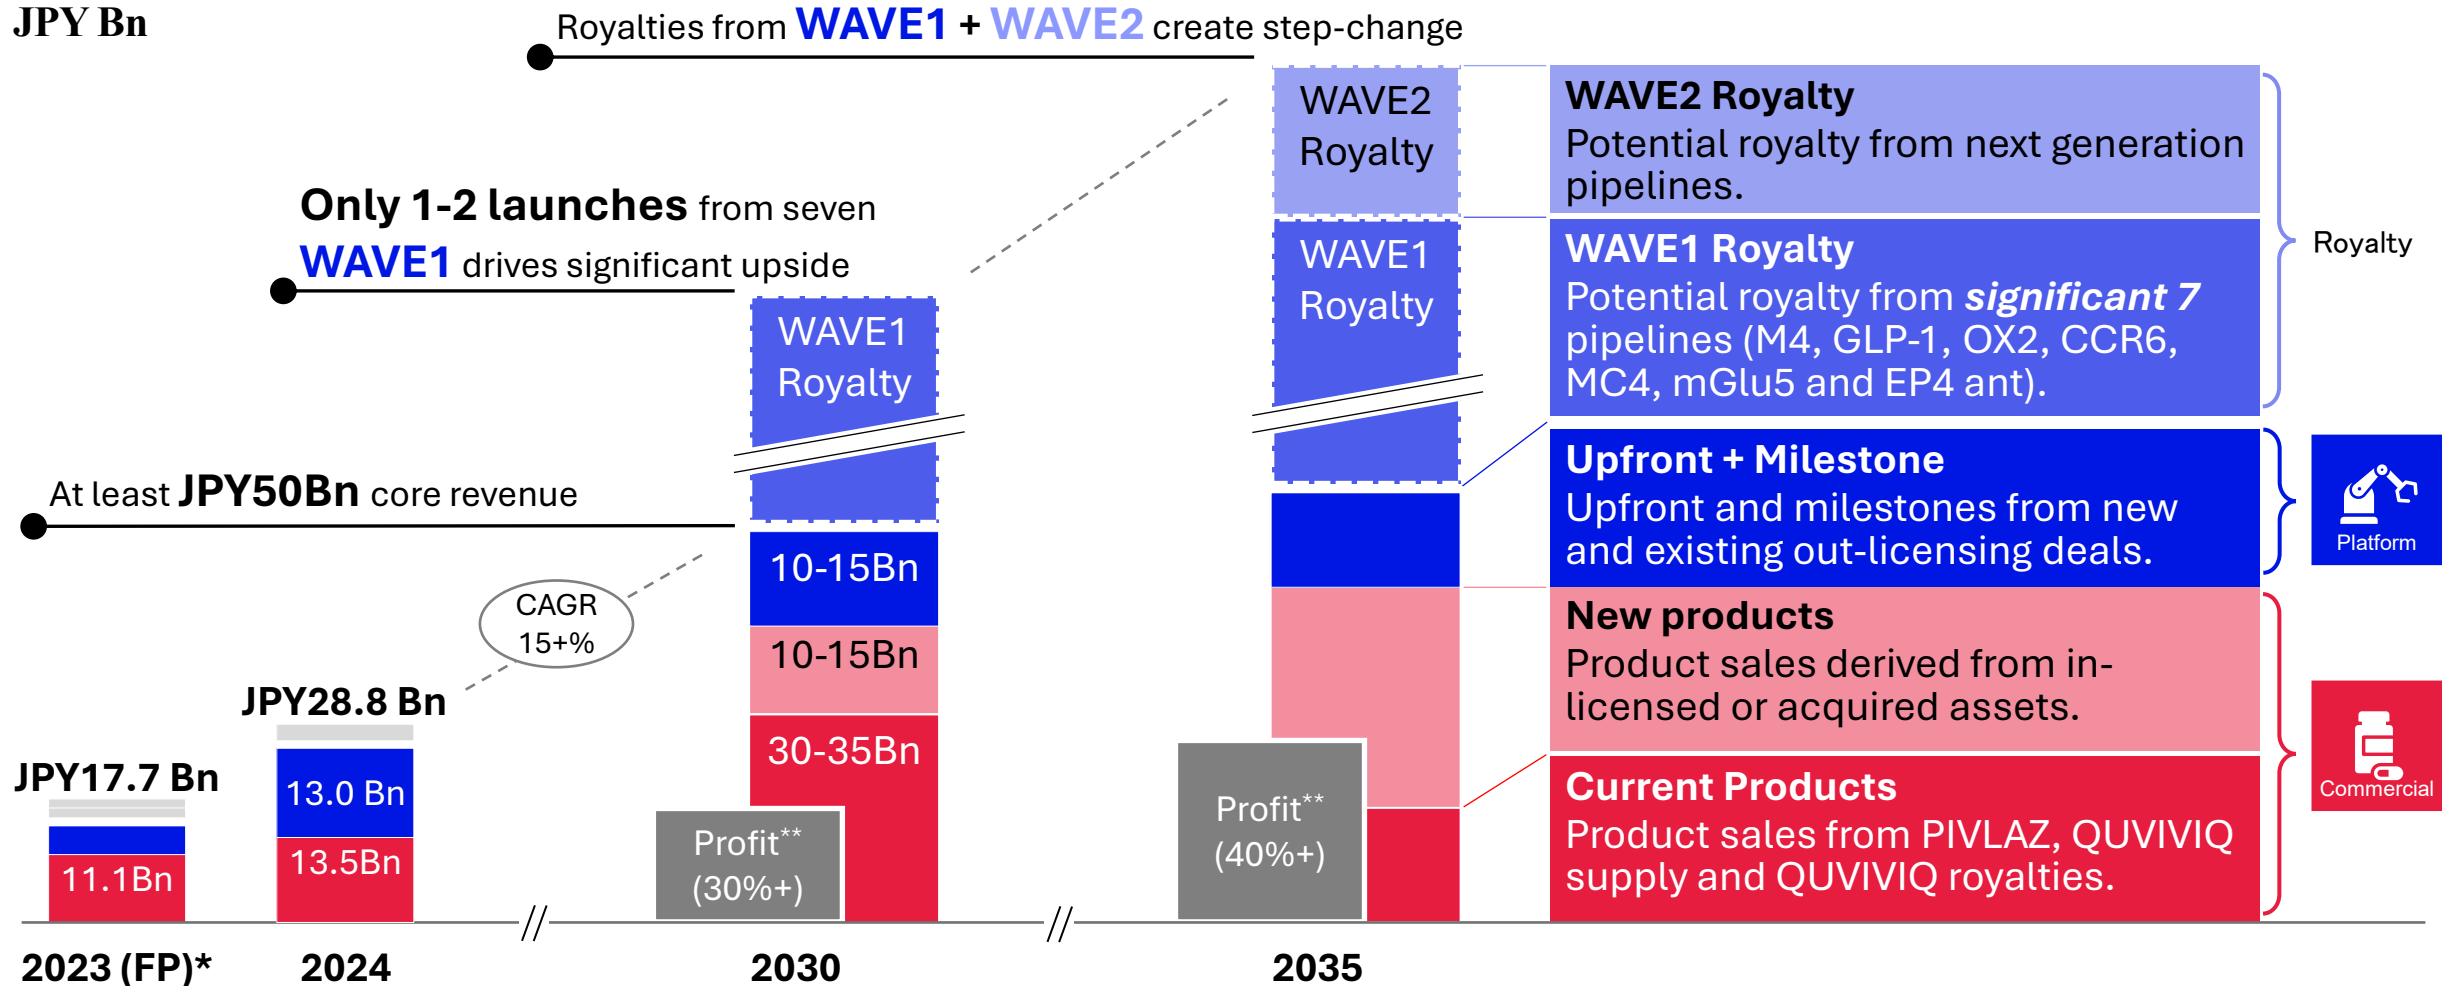 JPY Bn
Royalties from WAVE1 + WAVE2 create step-change
Only 1-2 launches from seven
WAVE1 drives significant upside
At least JPY50Bn core revenue
CAGR
15+%
JPY17.7 Bn
11.1Bn
JPY28.8 Bn
13.0 Bn
13.5Bn
WAVE1
Royalty
10-15Bn
10-15Bn
30-35Bn
Profit**
(30%+)
WAVE2
Royalty
WAVE1
Royalty
Profit**
(40%+)
WAVE2 Royalty
Potential royalty from next generation
pipelines.
WAVE1 Royalty
Potential royalty from significant 7
pipelines (M4, GLP-1, OX2, CCR6,
MC4, mGlu5 and EP4 ant).
Royalty
Upfront + Milestone
Upfront and milestones from new
and existing out-licensing deals.
Platform
New products
Product sales derived from in-
licensed or acquired assets.
Current Products
Product sales from PIVLAZ, QUVIVIQ
supply and QUVIVIQ royalties.
Commercial
2023 (FP)*
2024
2030
2035